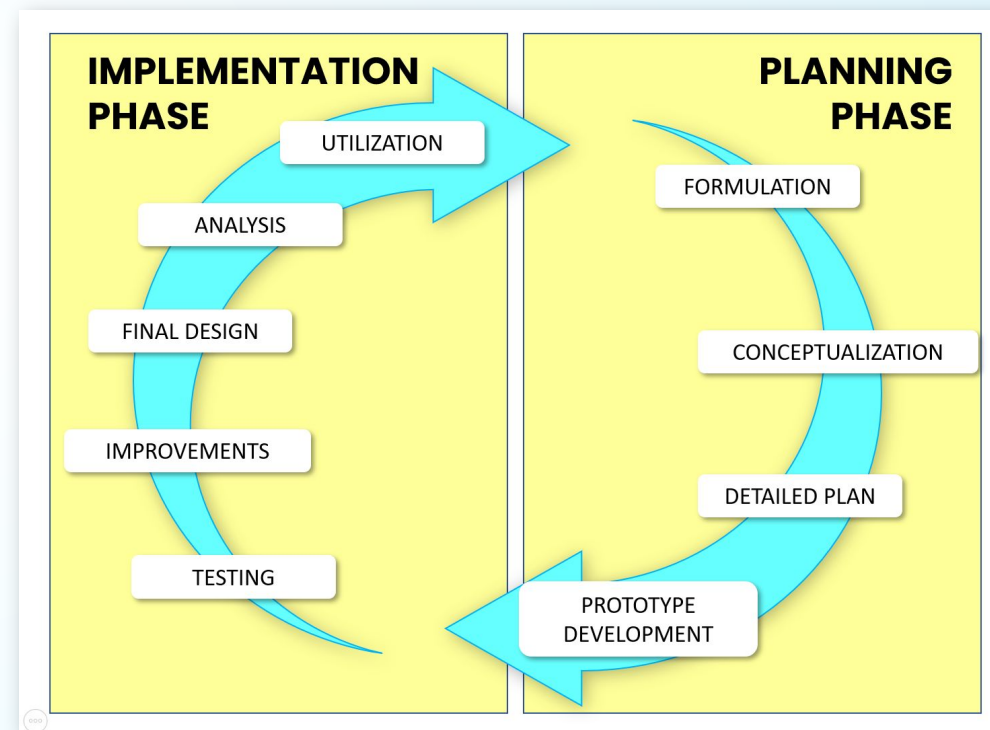 IMPLEMENTATION
PHASE
UTILIZATION
ANALYSIS
FINAL DESIGN
IMPROVEMENTS
TESTING
PLANNING
PHASE
FORMULATION
CONCEPTUALIZATION
DETAILED PLAN
PROTOTYPE
DEVELOPMENT